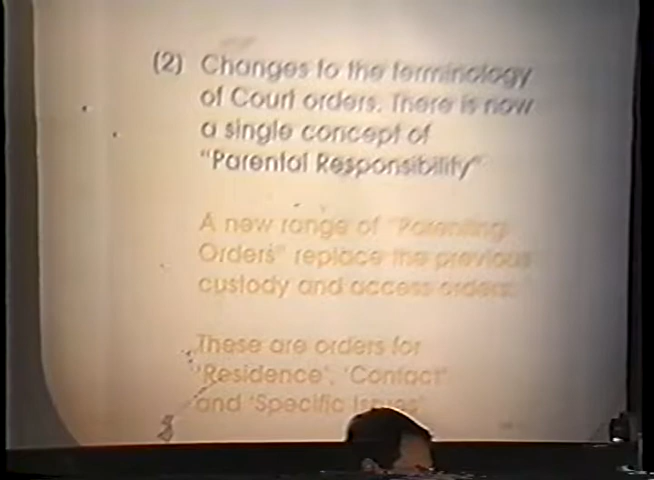 (2) Changes to the terminology
of Court orders. There is now
a single concept of
"Parental Responsibility"
A new range of "Parenting
Orders" replace the previous
custody and access orders.
These are orders for
'Residence', 'Contact'
and 'Specific Issues'